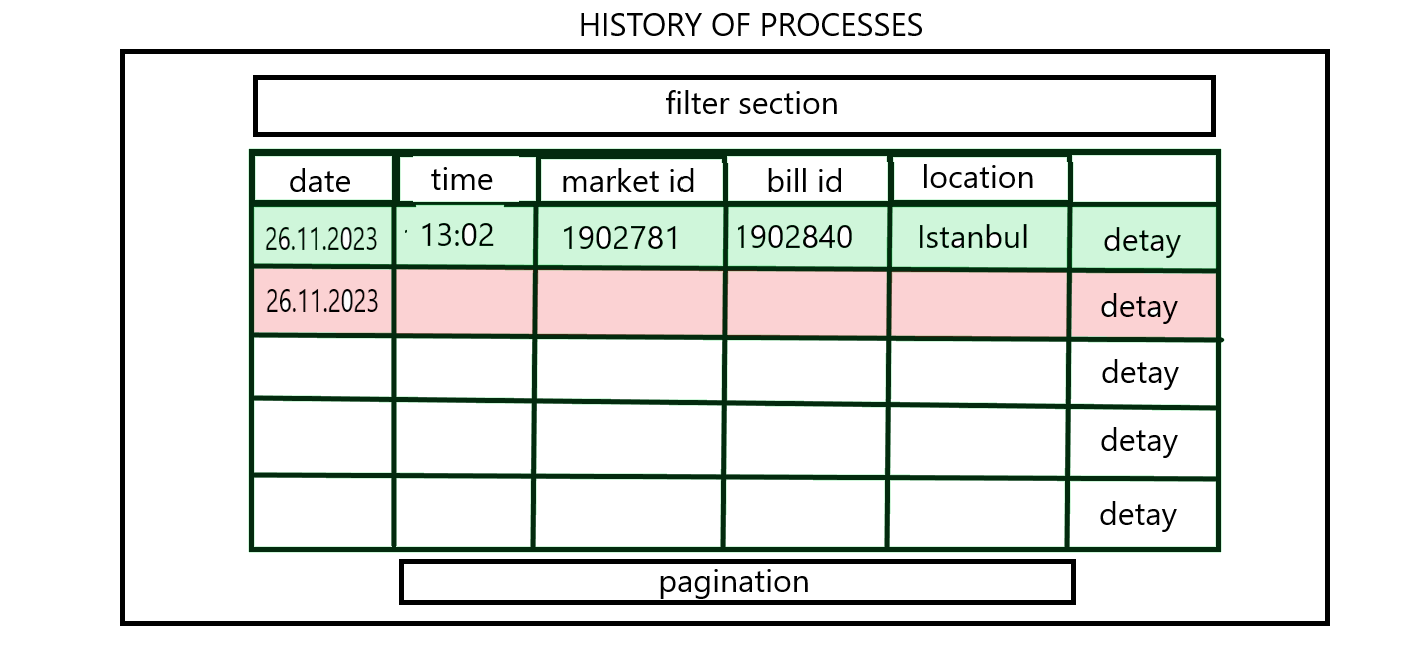 HISTORY OF PROCESSES
filter section
date time market id bill id location
26.11.2023 13:02 1902781 1902840 Istanbul detay
26.11.2023 detay
detay
detay
detay
pagination